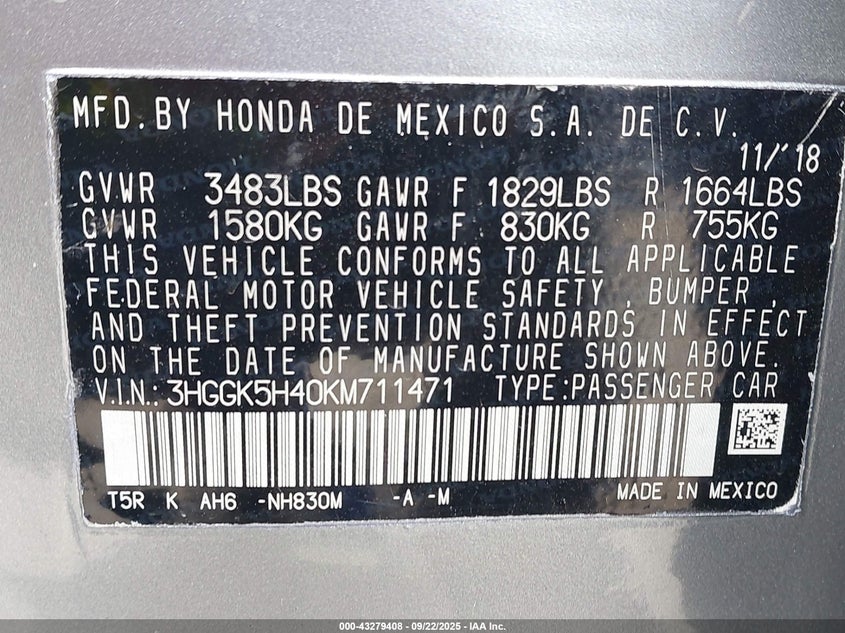 MFD. BY HONDA DE MEXICO S.A. DE C.V.
11/'18
GVWR 3483LBS GAWR F 1829LBS R 1664LBS
GVWR 1580KG GAWR F 830KG R 755KG
THIS VEHICLE CONFORMS TO ALL APPLICABLE
FEDERAL MOTOR VEHICLE SAFETY , BUMPER ,
AND THEFT PREVENTION STANDARDS IN EFFECT
ON THE DATE OF MANUFACTURE SHOWN ABOVE.
V.I.N.: 3HGGK5H40KM711471 TYPE:PASSENGER CAR
T5R K AH6 -NH830M -A -M MADE IN MEXICO
000-43279408 - 09/22/2025 - IAA Inc.